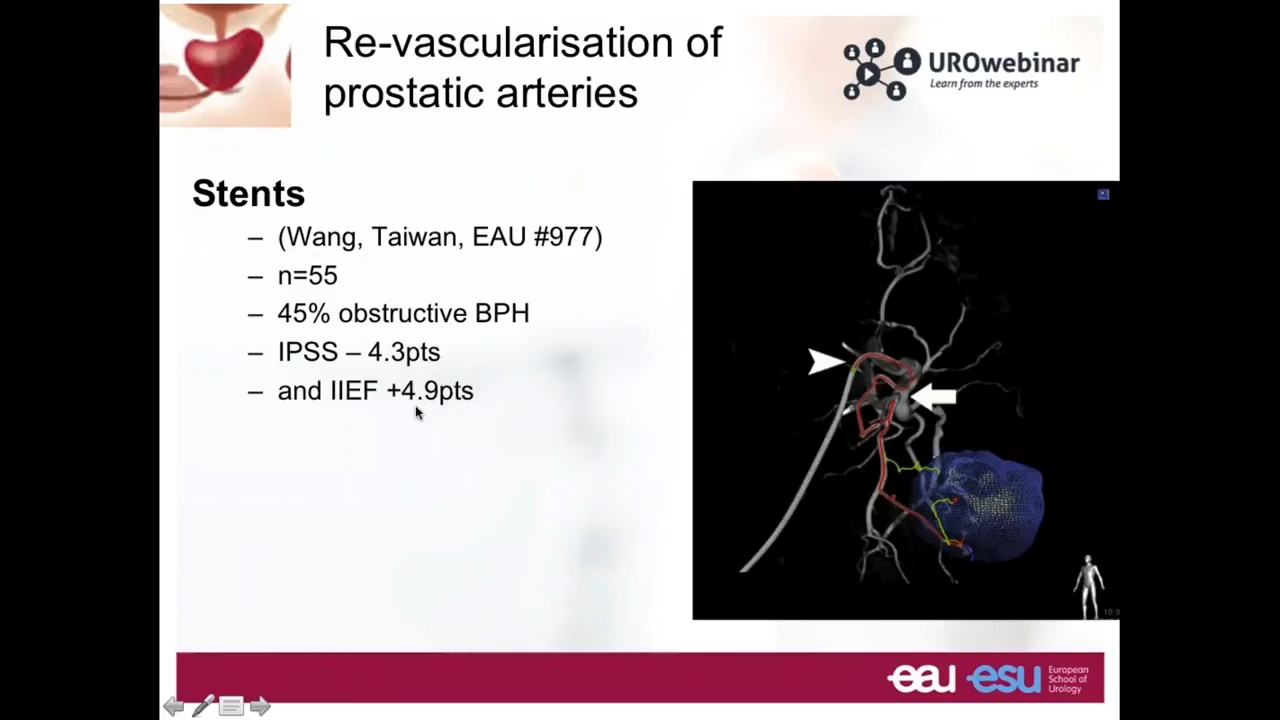 Re-vascularisation of
prostatic arteries
UROwebinar
Learn from the experts
Stents
– (Wang, Taiwan, EAU #977)
– n=55
– 45% obstructive BPH
– IPSS – 4.3pts
– and IIEF +4.9pts
eau esu European
School of
Urology